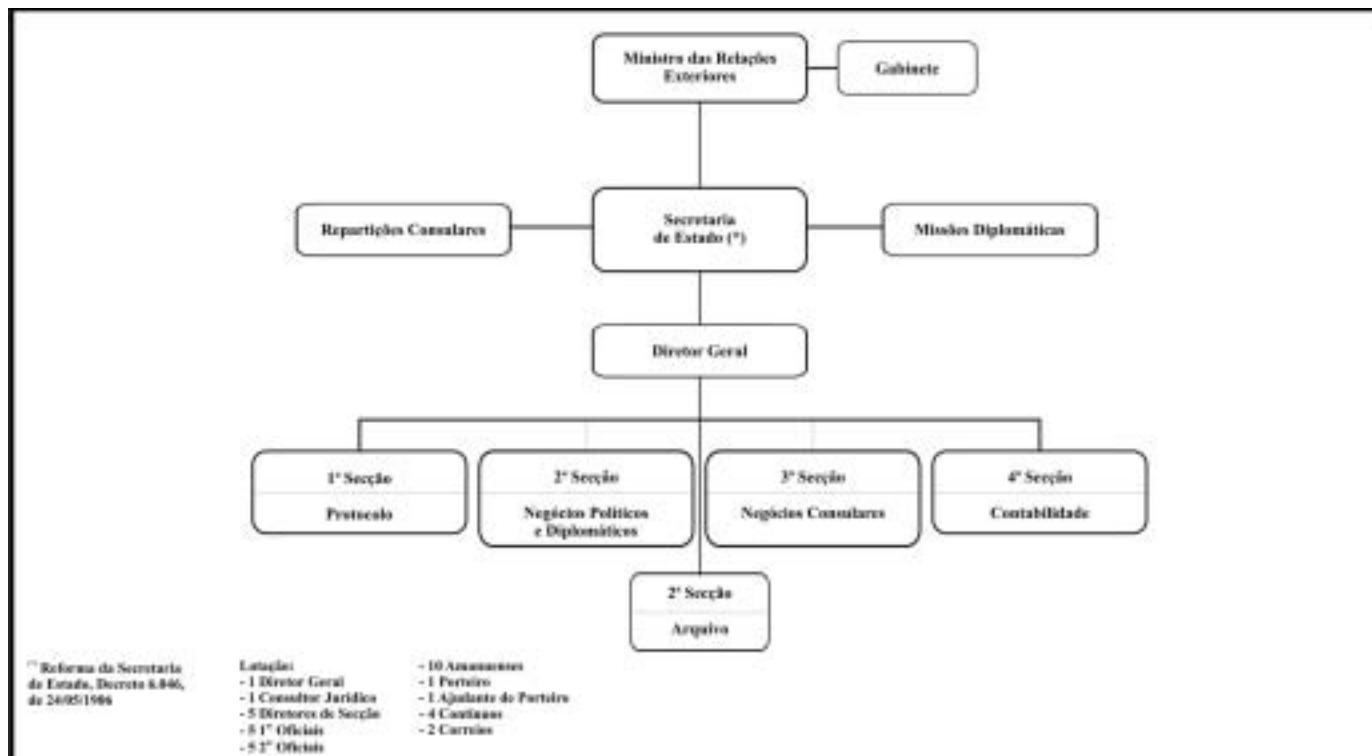 Ministro das Relações
Exteriores
Gabinete
Repartições Consulares
Secretaria
de Estado (*)
Missões Diplomáticas
Diretor Geral
1ª Secção
Protocolo
2ª Secção
Negócios Políticos
e Diplomáticos
3ª Secção
Negócios Consulares
4ª Secção
Contabilidade
2ª Secção
Arquivo
(*) Reforma da Secretaria
de Estado, Decreto 6.046,
de 24/05/1906
Lotação:
- 1 Diretor Geral
- 1 Consultor Jurídico
- 5 Diretores de Secção
- 5 1ºs Oficiais
- 5 2ºs Oficiais
- 10 Amanuenses
- 1 Porteiro
- 1 Ajudante de Porteiro
- 4 Contínuos
- 2 Correios